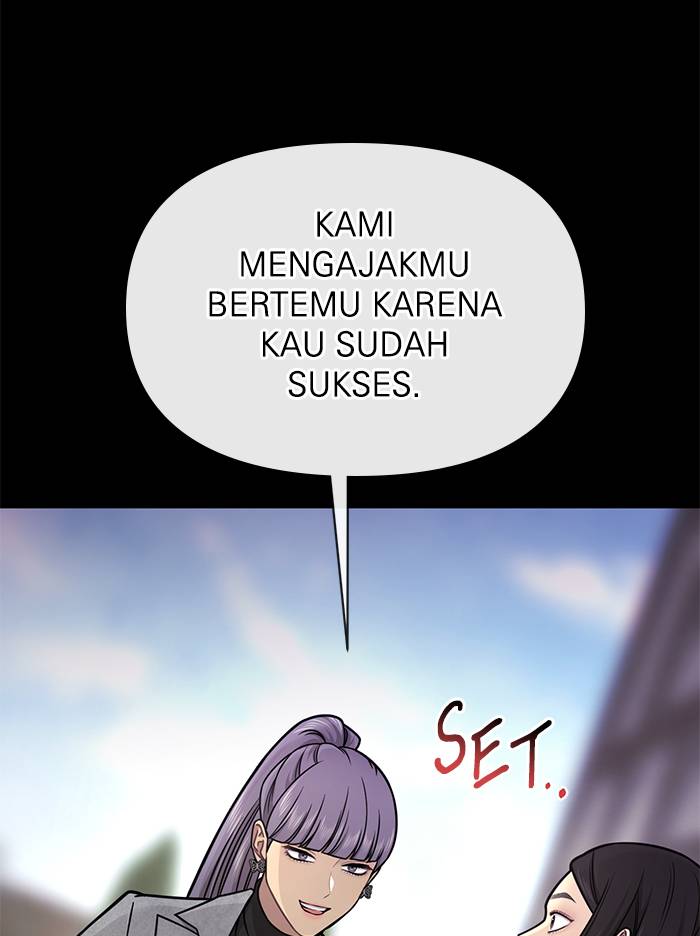 KAMI
MENGAJAKMU
BERTEMU KARENA
KAU SUDAH
SUKSES.
SET..